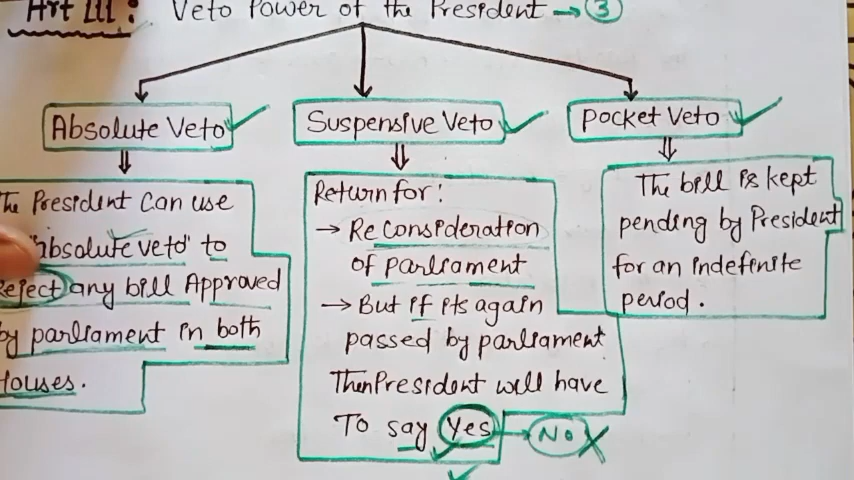 Art 111: Veto Power of the President → 3
Absolute Veto
Suspensive Veto
Pocket Veto
The President Can use
"absolute veto" to
Reject any bill Approved
by parliament in both
Houses.
Return for:
→ Reconsideration
of parliament
→ But if its again
passed by parliament
Then President will have
To say Yes → No X
The bill is kept
pending by President
for an indefinite
period.